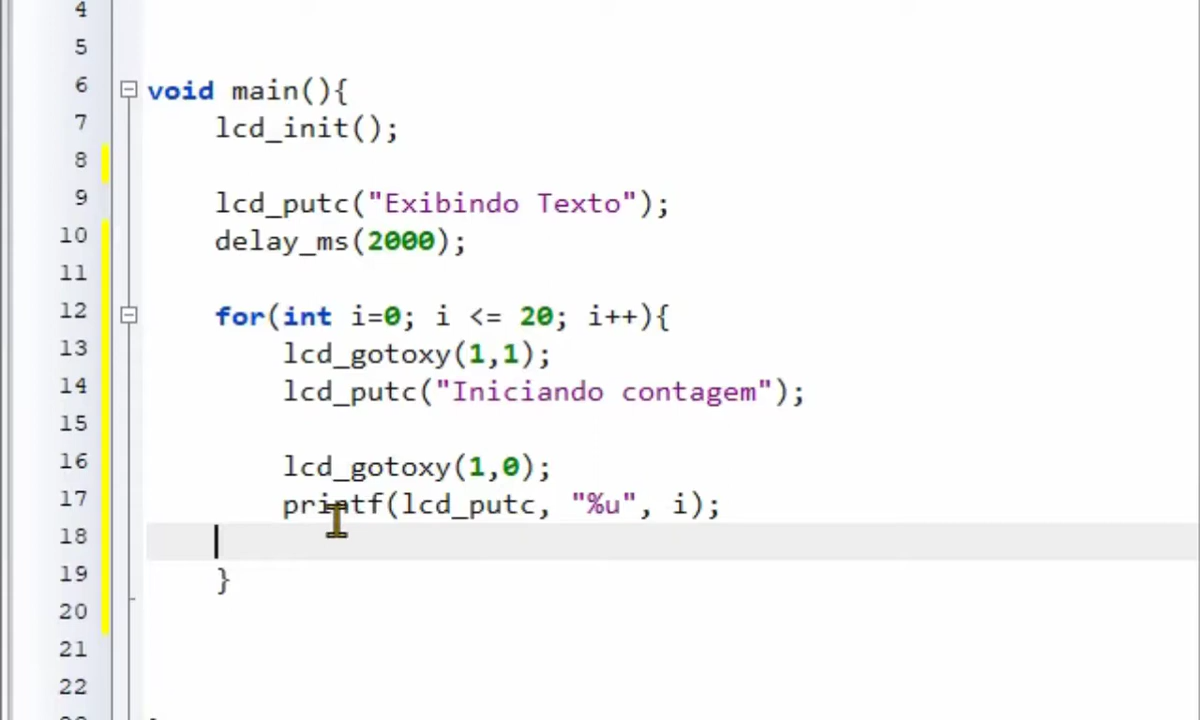 4
5
6 void main(){
7 lcd_init();
8
9 lcd_putc("Exibindo Texto");
10 delay_ms(2000);
11
12 for(int i=0; i <= 20; i++){
13 lcd_gotoxy(1,1);
14 lcd_putc("Iniciando contagem");
15
16 lcd_gotoxy(1,0);
17 printf(lcd_putc, "%u", i);
18
19 }
20
21
22